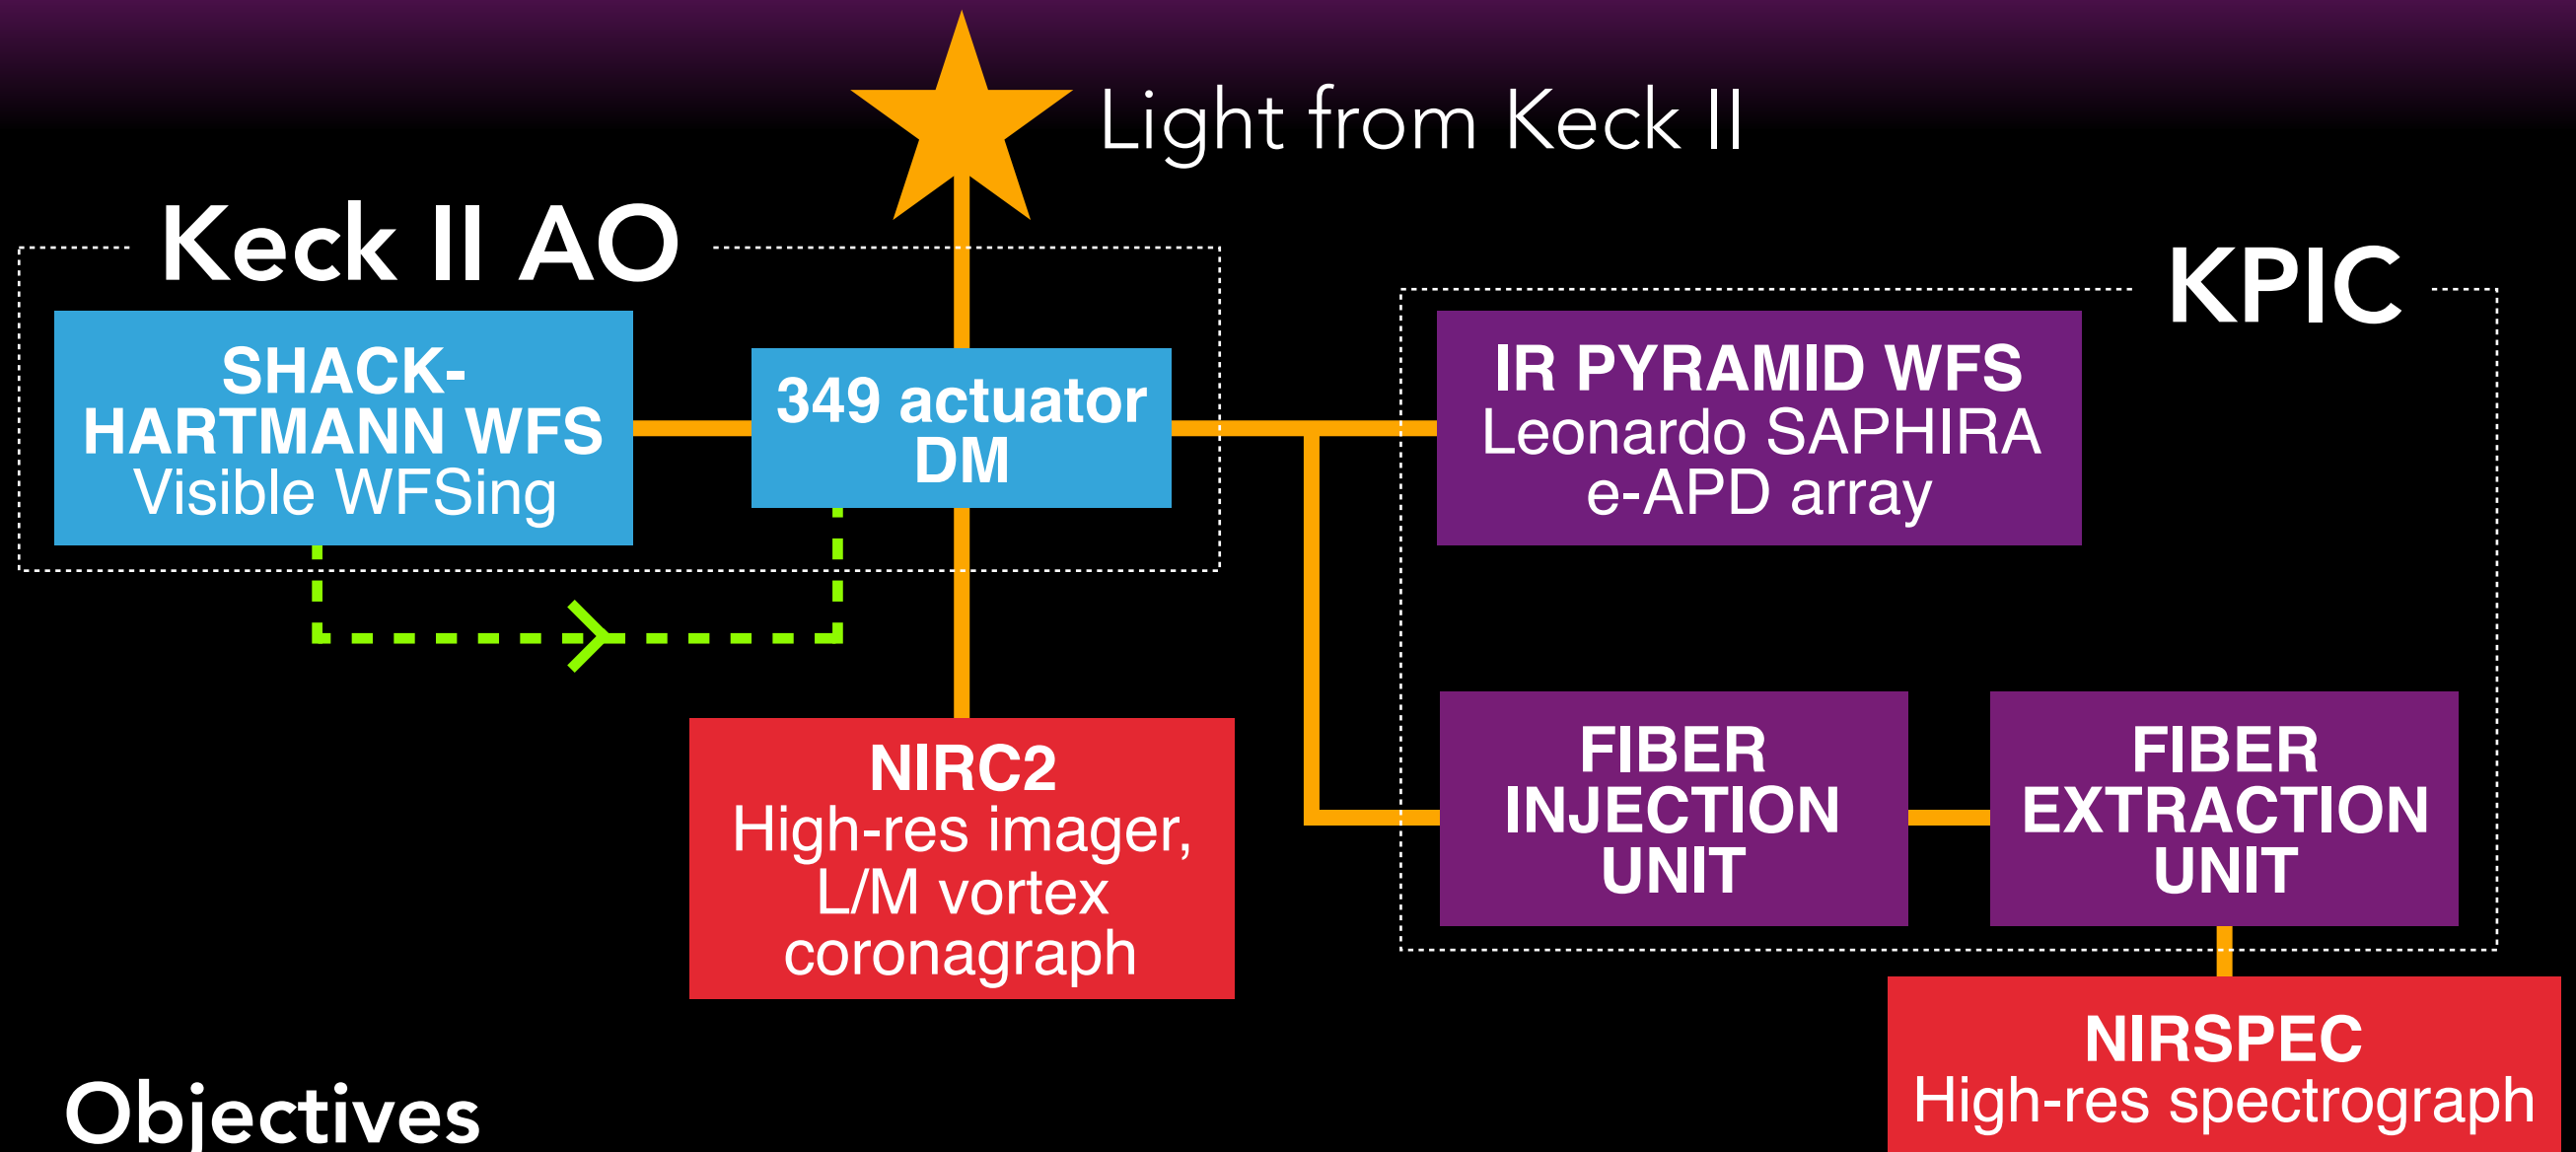 Light from Keck II
Keck II AO
KPIC
SHACK-
HARTMANN WFS
Visible WFSing
349 actuator
DM
IR PYRAMID WFS
Leonardo SAPHIRA
e-APD array
NIRC2
High-res imager,
L/M vortex
coronagraph
FIBER
INJECTION
UNIT
FIBER
EXTRACTION
UNIT
NIRSPEC
High-res spectrograph
Objectives